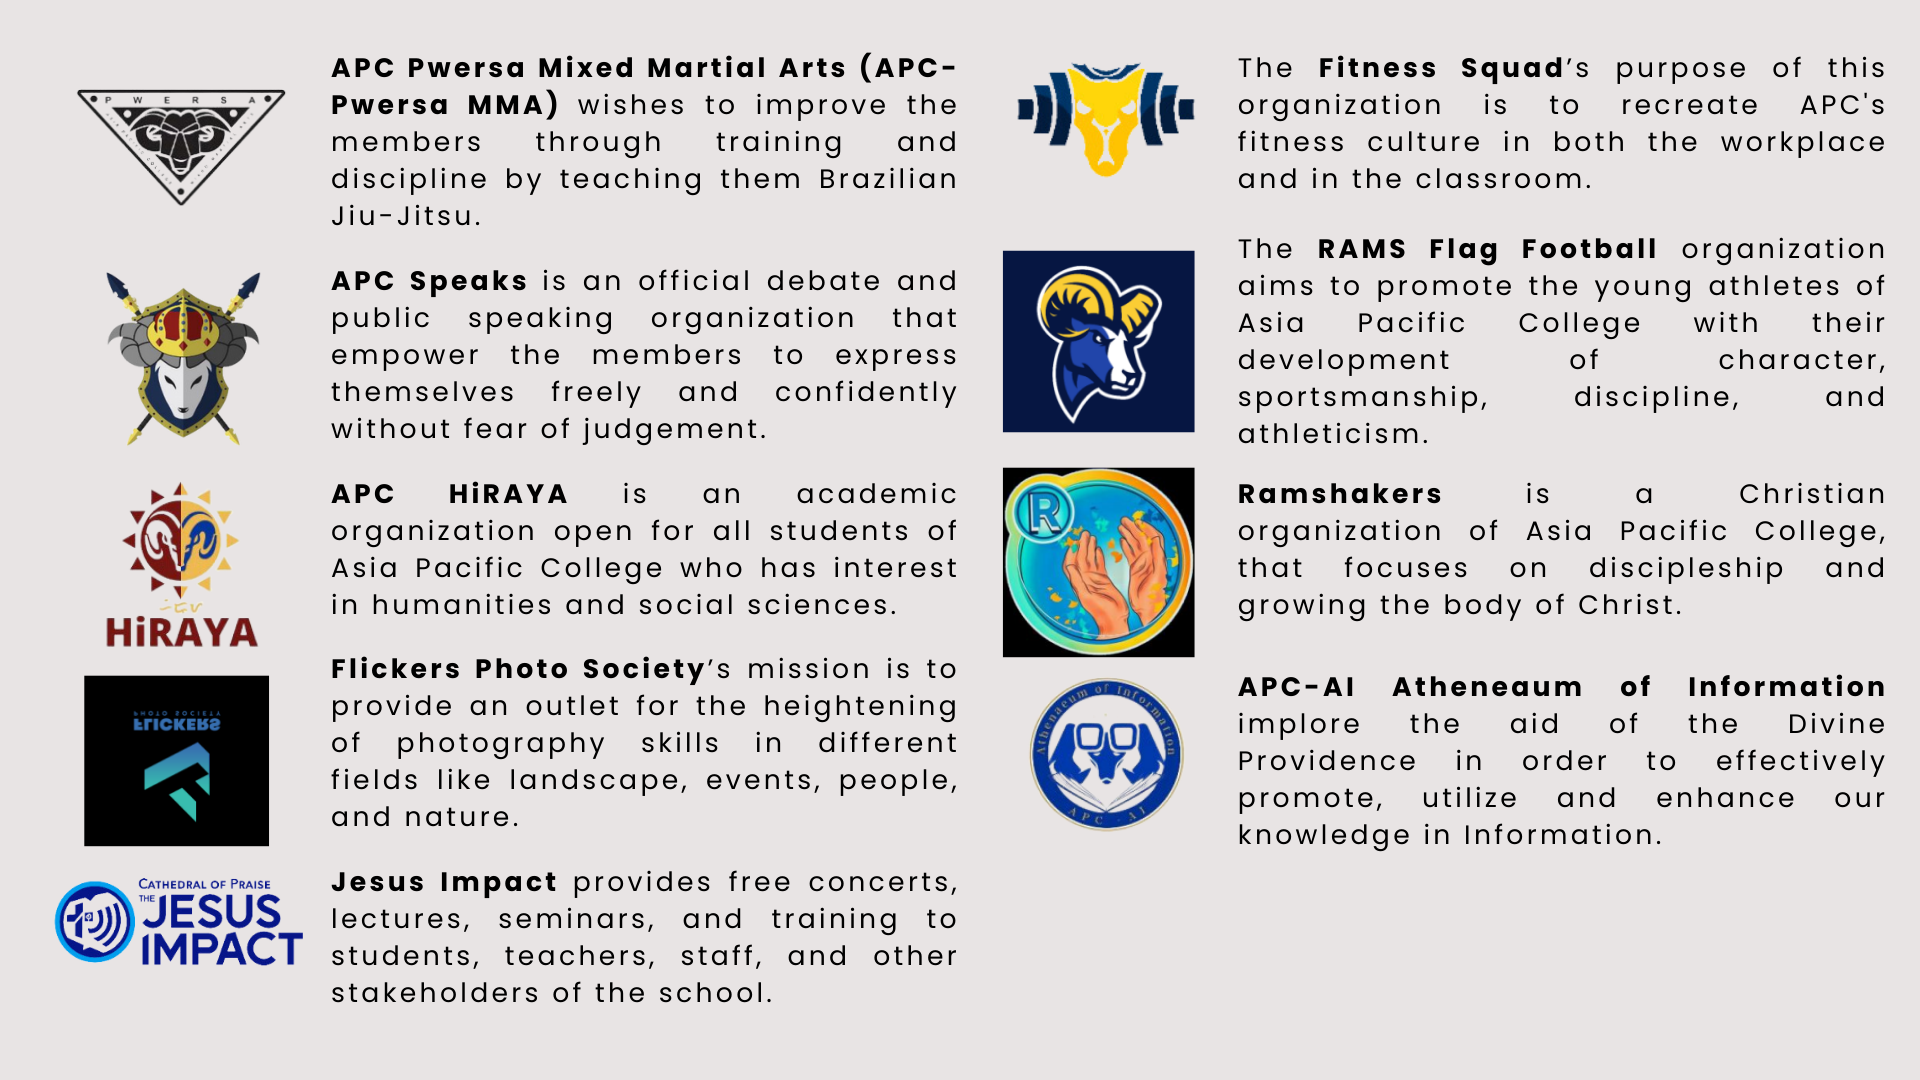 PWERSA
APC Pwersa Mixed Martial Arts (APC-
Pwersa MMA) wishes to improve the
members through training and
discipline by teaching them Brazilian
Jiu-Jitsu.
APC Speaks is an official debate and
public speaking organization that
empower the members to express
themselves freely and confidently
without fear of judgement.
HiRAYA
APC HiRAYA is an academic
organization open for all students of
Asia Pacific College who has interest
in humanities and social sciences.
PHOTO SOCIETY
FLICKERS
Flickers Photo Society’s mission is to
provide an outlet for the heightening
of photography skills in different
fields like landscape, events, people,
and nature.
CATHEDRAL OF PRAISE
THE JESUS
IMPACT
Jesus Impact provides free concerts,
lectures, seminars, and training to
students, teachers, staff, and other
stakeholders of the school.
The Fitness Squad’s purpose of this
organization is to recreate APC's
fitness culture in both the workplace
and in the classroom.
The RAMS Flag Football organization
aims to promote the young athletes of
Asia Pacific College with their
development of character,
sportsmanship, discipline, and
athleticism.
R
Ramshakers is a Christian
organization of Asia Pacific College,
that focuses on discipleship and
growing the body of Christ.
Athenaeum of Information
APC - AI
APC-AI Atheneaum of Information
implore the aid of the Divine
Providence in order to effectively
promote, utilize and enhance our
knowledge in Information.